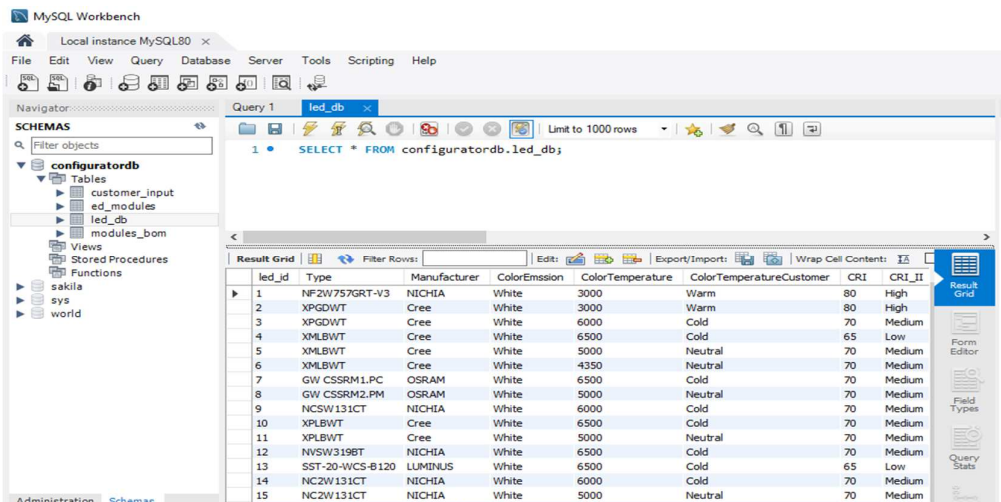 MySQL Workbench
Local instance MySQL80 ×
File Edit View Query Database Server Tools Scripting Help
Navigator
Query 1 led_db ×
SCHEMAS
Limit to 1000 rows
Filter objects
1 SELECT * FROM configuratordb.led_db;
configuratordb
Tables
customer_input
ed_modules
led_db
modules_bom
Views
Stored Procedures
Functions
sakila
sys
world
Result Grid Filter Rows: Edit: Export/Import: Wrap Cell Content: IA
led_id Type Manufacturer ColorEmssion ColorTemperature ColorTemperatureCustomer CRI CRI_II
1 NF2W757GRT-V3 NICHIA White 3000 Warm 80 High
2 XPGDWT Cree White 3000 Warm 80 High
3 XPGDWT Cree White 6000 Cold 70 Medium
4 XMLBWT Cree White 6500 Cold 65 Low
5 XMLBWT Cree White 5000 Neutral 70 Medium
6 XMLBWT Cree White 4350 Neutral 70 Medium
7 GW CSSRM1.PC OSRAM White 6500 Cold 70 Medium
8 GW CSSRM2.PM OSRAM White 5000 Neutral 70 Medium
9 NCSW131CT NICHIA White 6000 Cold 70 Medium
10 XPLBWT Cree White 6500 Cold 70 Medium
11 XPLBWT Cree White 5000 Neutral 70 Medium
12 NVSW319BT NICHIA White 6500 Cold 70 Medium
13 SST-20-WCS-B120 LUMINUS White 6500 Cold 65 Low
14 NC2W131CT NICHIA White 6000 Cold 70 Medium
15 NC2W131CT NICHIA White 5000 Neutral 70 Medium
Result
Grid
Form
Editor
Field
Types
Query
Stats
Administration Schemas